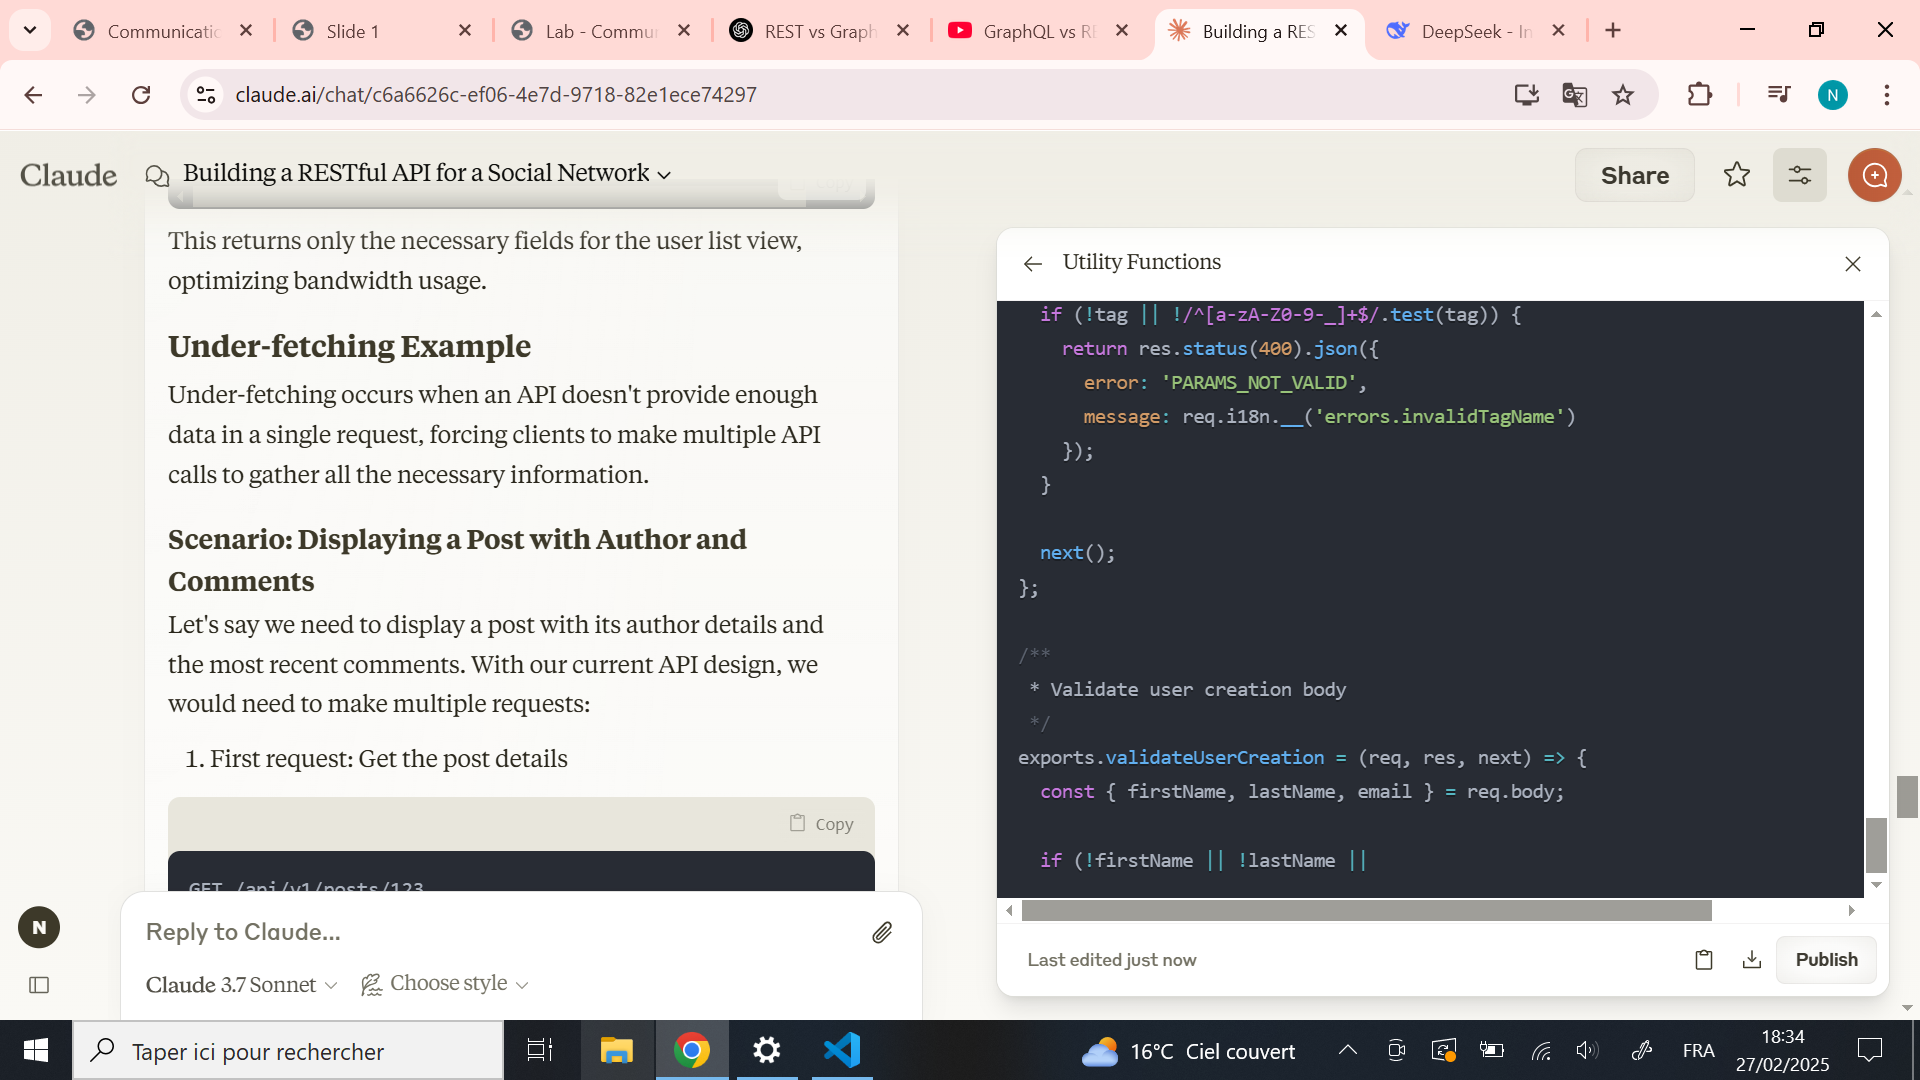 Communicatio
Slide 1
Lab - Commun
REST vs Graph
GraphQL vs RE
Building a RES
DeepSeek - In
claude.ai/chat/c6a6626c-ef06-4e7d-9718-82e1ece74297
N
Claude
Building a RESTful API for a Social Network
Share
This returns only the necessary fields for the user list view,
optimizing bandwidth usage.
Under-fetching Example
Under-fetching occurs when an API doesn't provide enough
data in a single request, forcing clients to make multiple API
calls to gather all the necessary information.
Scenario: Displaying a Post with Author and
Comments
Let's say we need to display a post with its author details and
the most recent comments. With our current API design, we
would need to make multiple requests:
1. First request: Get the post details
Copy
GET /api/v1/posts/123
N
Reply to Claude...
Claude 3.7 Sonnet
Choose style
Utility Functions
if (!tag || !/^[a-zA-Z0-9-_]+$/.test(tag)) {
return res.status(400).json({
error: 'PARAMS_NOT_VALID',
message: req.i18n.__('errors.invalidTagName')
});
}
next();
};
/**
* Validate user creation body
*/
exports.validateUserCreation = (req, res, next) => {
const { firstName, lastName, email } = req.body;
if (!firstName || !lastName ||
Last edited just now
Publish
Taper ici pour rechercher
16°C Ciel couvert
FRA
18:34
27/02/2025